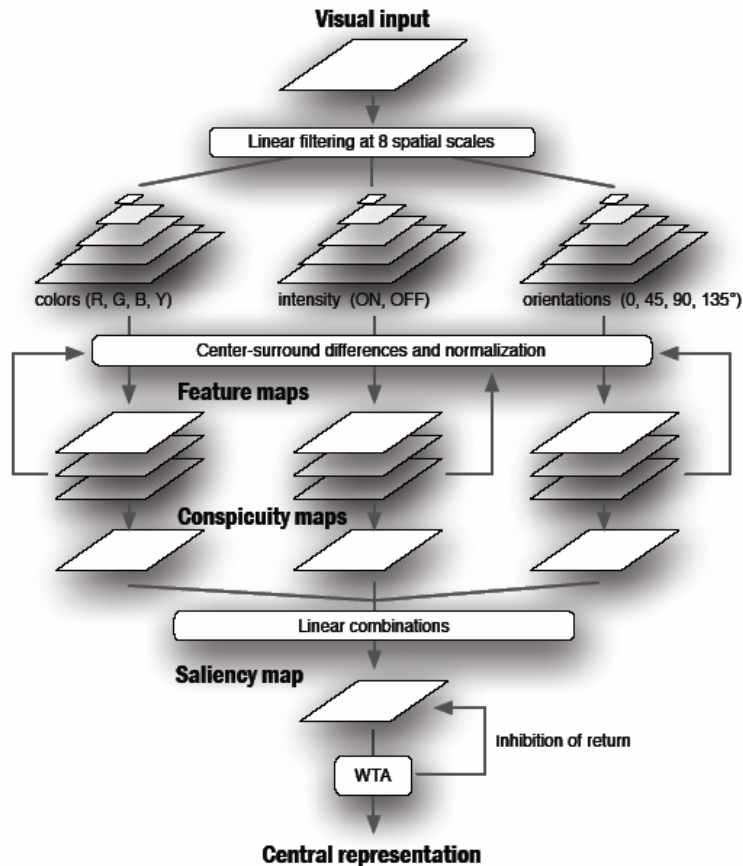 Visual input
Linear filtering at 8 spatial scales
colors (R, G, B, Y)
intensity (ON, OFF)
orientations (0, 45, 90, 135°)
Center-surround differences and normalization
Feature maps
Conspicuity maps
Linear combinations
Saliency map
Inhibition of return
WTA
Central representation